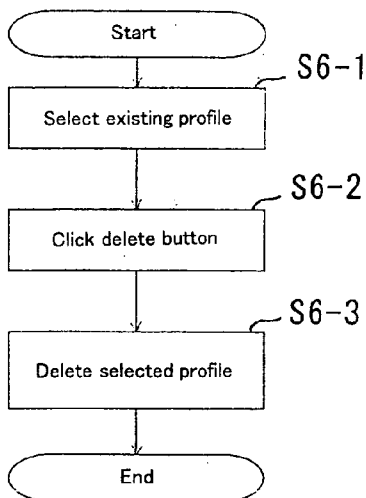 Start
S6-1
Select existing profile
S6-2
Click delete button
S6-3
Delete selected profile
End